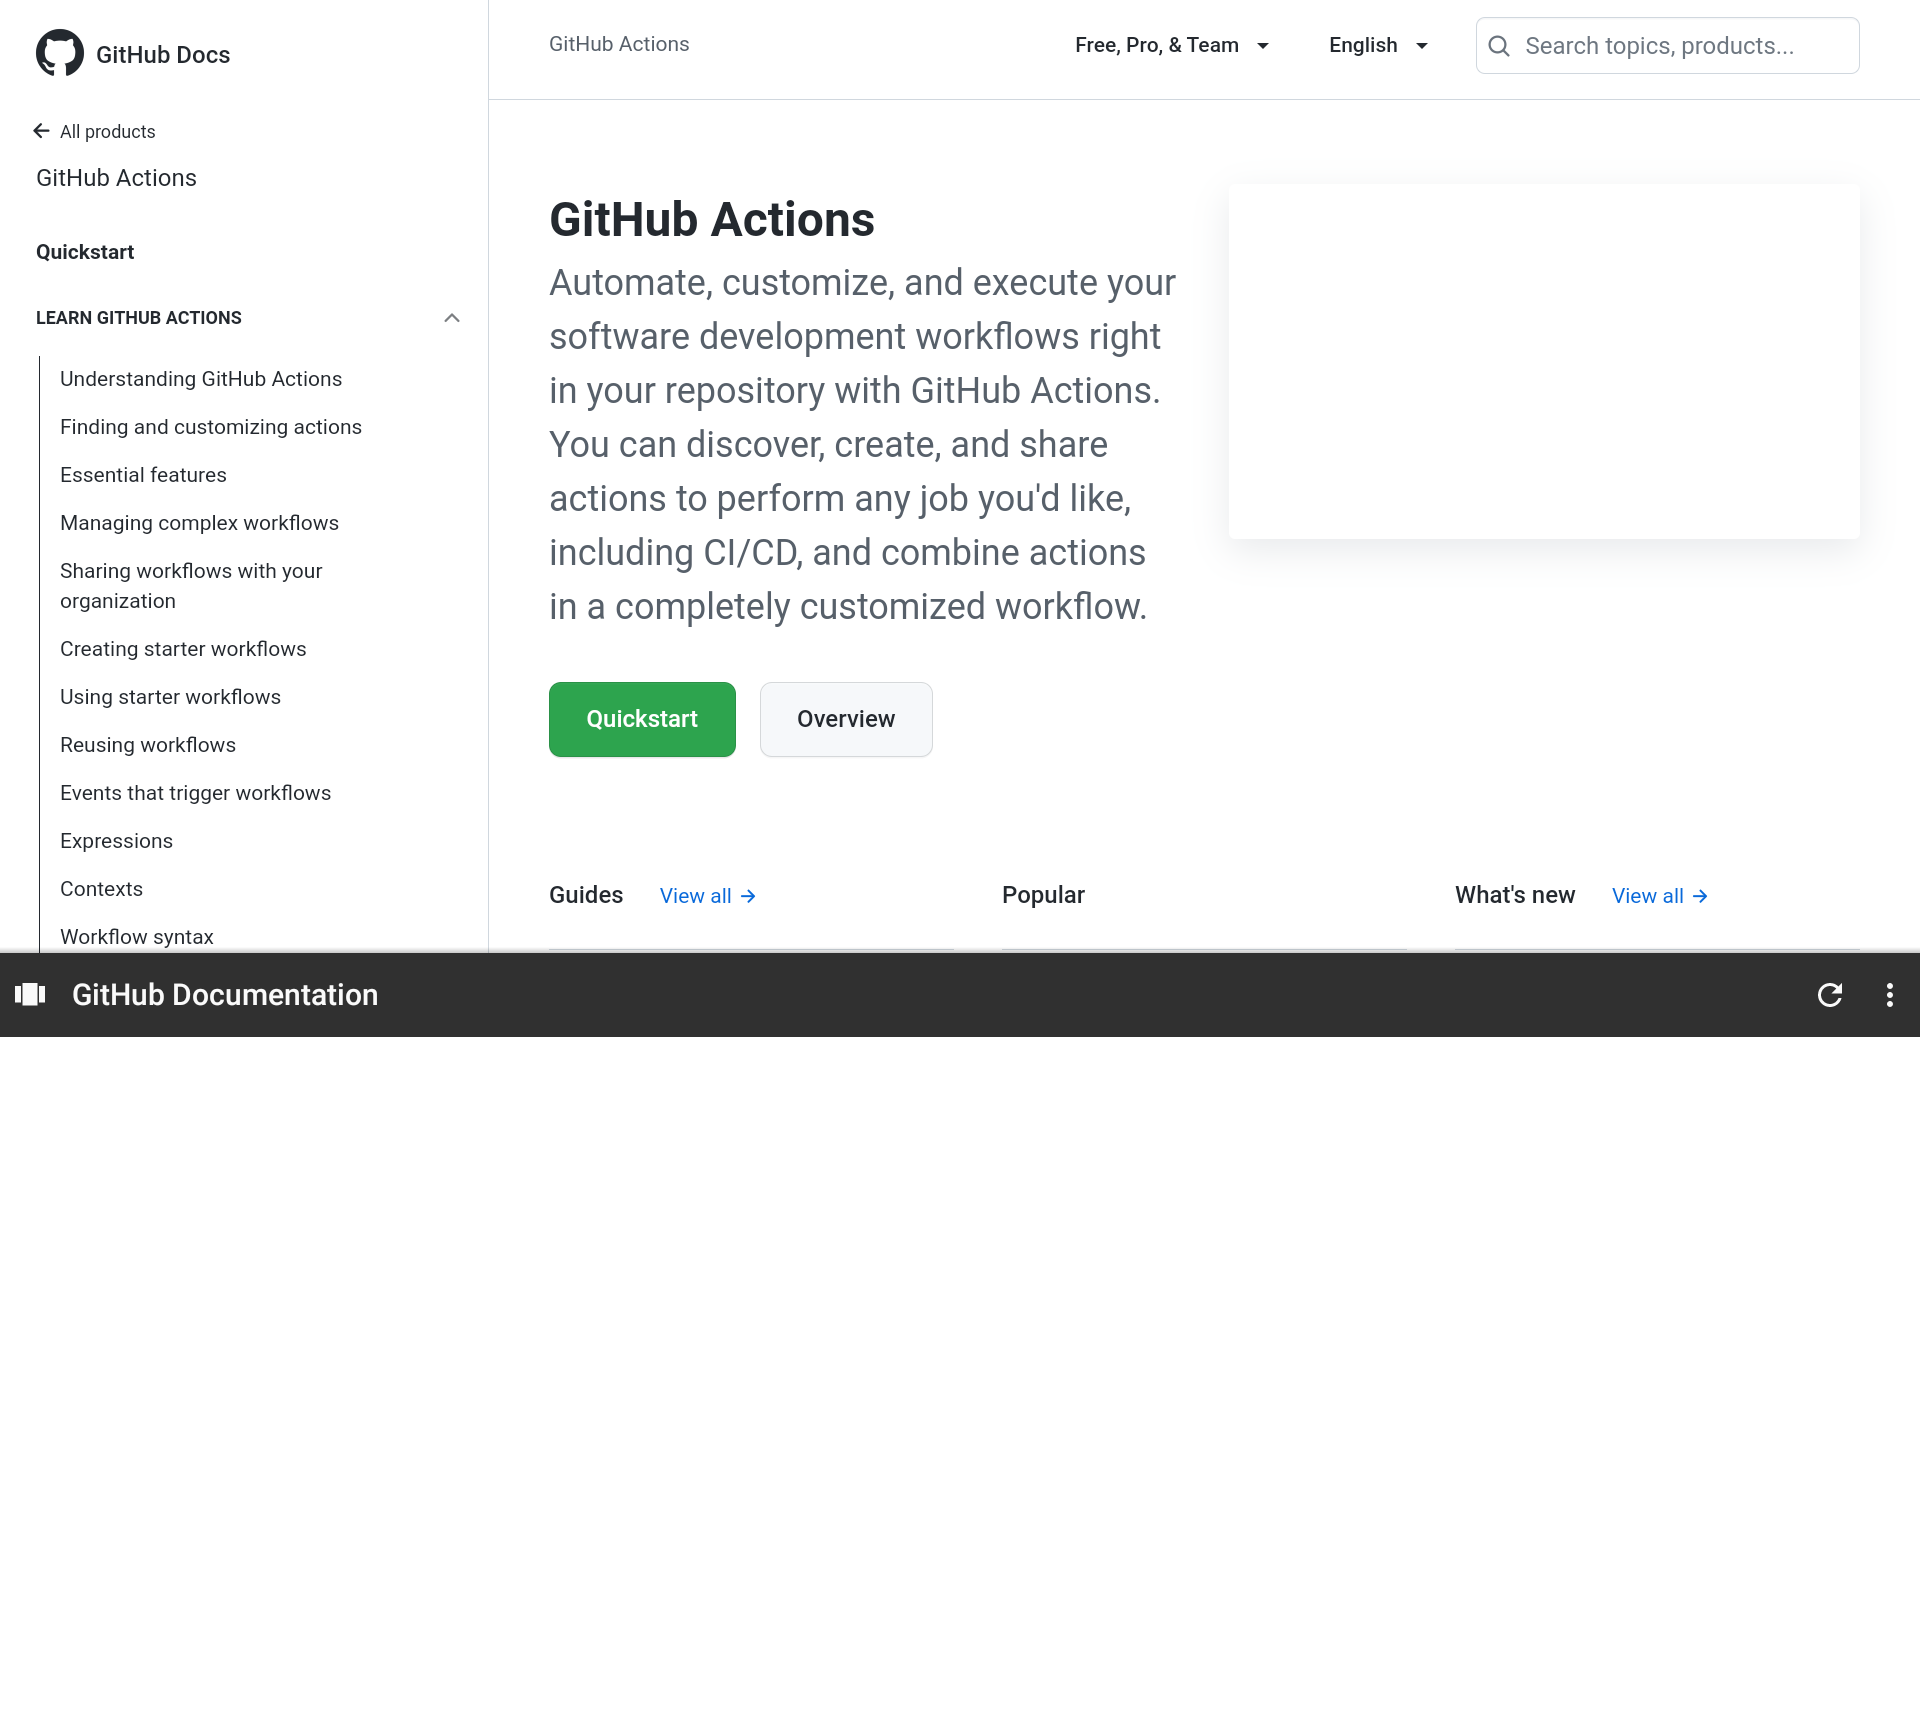 GitHub Docs
All products
GitHub Actions
Quickstart
LEARN GITHUB ACTIONS
Understanding GitHub Actions
Finding and customizing actions
Essential features
Managing complex workflows
Sharing workflows with your
organization
Creating starter workflows
Using starter workflows
Reusing workflows
Events that trigger workflows
Expressions
Contexts
Workflow syntax
GitHub Actions
Free, Pro, & Team
English
Search topics, products...
GitHub Actions
Automate, customize, and execute your
software development workflows right
in your repository with GitHub Actions.
You can discover, create, and share
actions to perform any job you'd like,
including CI/CD, and combine actions
in a completely customized workflow.
Quickstart
Overview
Guides
View all
Popular
What's new
View all
GitHub Documentation